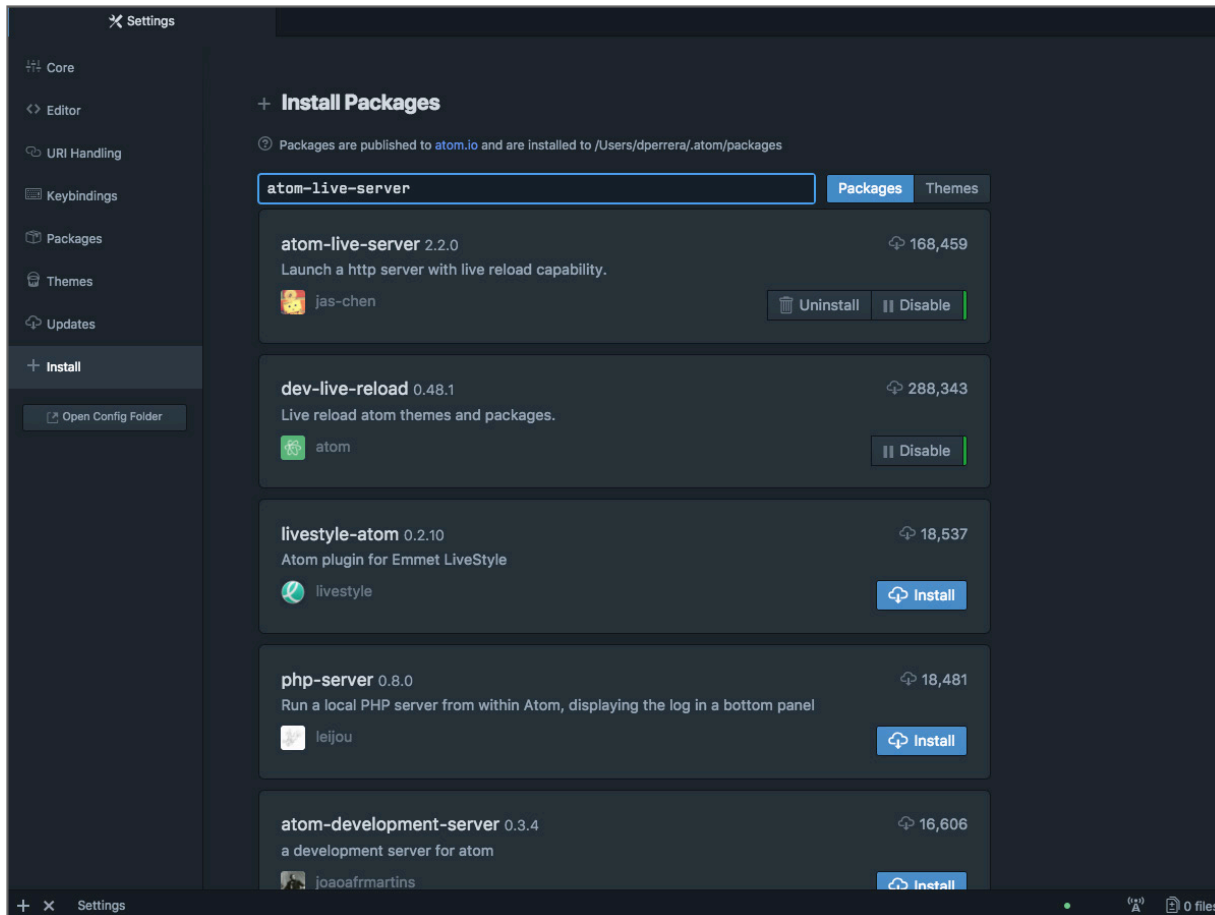 Settings
Core
Editor
URI Handling
Keybindings
Packages
Themes
Updates
Install
Open Config Folder
Install Packages
Packages are published to atom.io and are installed to /Users/dperrera/.atom/packages
atom-live-server
Packages Themes
atom-live-server 2.2.0 168,459
Launch a http server with live reload capability.
jas-chen
Uninstall Disable
dev-live-reload 0.48.1 288,343
Live reload atom themes and packages.
atom
Disable
livestyle-atom 0.2.10 18,537
Atom plugin for Emmet LiveStyle
livestyle
Install
php-server 0.8.0 18,481
Run a local PHP server from within Atom, displaying the log in a bottom panel
leijou
Install
atom-development-server 0.3.4 16,606
a development server for atom
joaoafrmartins
Install
Settings 0 files